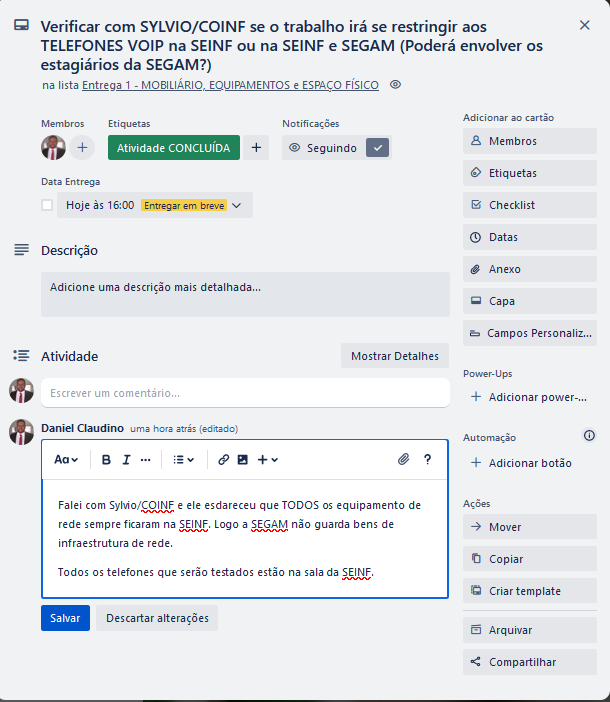 Verificar com SYLVIO/COINF se o trabalho irá se restringir aos
TELEFONES VOIP na SEINF ou na SEINF e SEGAM (Poderá envolver os
estagiários da SEGAM?)
na lista Entrega 1 - MOBILIÁRIO, EQUIPAMENTOS e ESPAÇO FÍSICO
Membros
Etiquetas
Notificações
Atividade CONCLUÍDA
Seguindo
Data Entrega
Hoje às 16:00 Entregar em breve
Descrição
Adicione uma descrição mais detalhada...
Atividade
Mostrar Detalhes
Escrever um comentário...
Daniel Claudino uma hora atrás (editado)
Aa B I ••• + ?
Falei com Sylvio/COINF e ele esdareceu que TODOS os equipamento de
rede sempre ficaram na SEINF. Logo a SEGAM não guarda bens de
infraestrutura de rede.
Todos os telefones que serão testados estão na sala da SEINF.
Salvar
Descartar alterações
Adicionar ao cartão
Membros
Etiquetas
Checklist
Datas
Anexo
Capa
Campos Personaliz...
Power-Ups
+ Adicionar power-...
Automação
+ Adicionar botão
Ações
Mover
Copiar
Criar template
Arquivar
Compartilhar